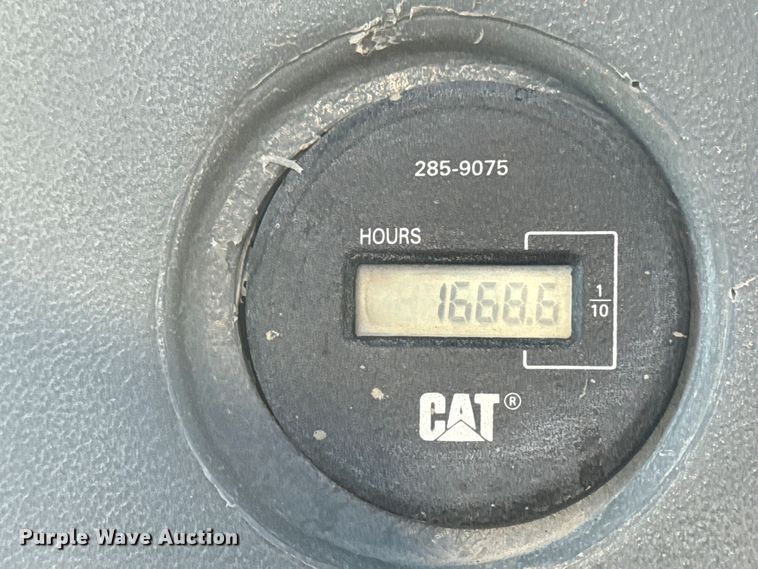 285-9075
HOURS
1668.6
1/10
CAT®
Purple Wave Auction